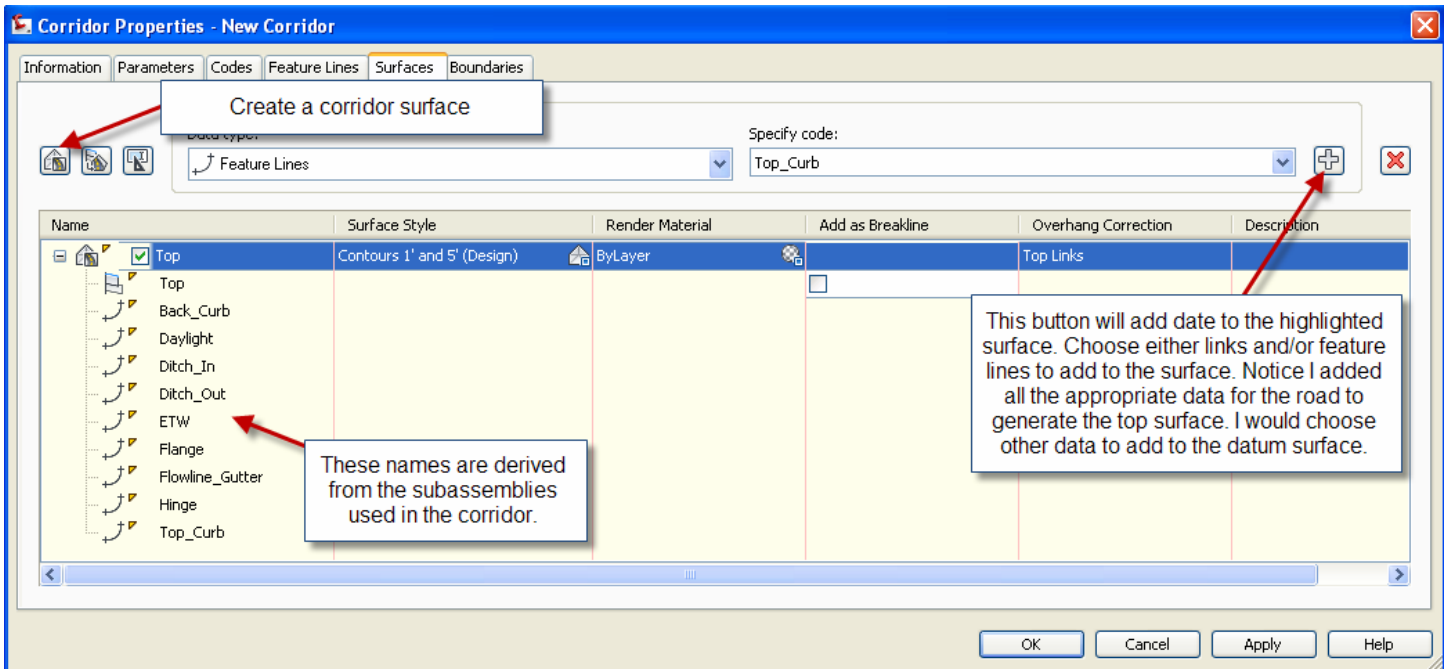 Corridor Properties - New Corridor
Information Parameters Codes Feature Lines Surfaces Boundaries
Create a corridor surface
Data type:
Specify code:
Feature Lines
Top_Curb
Name Surface Style Render Material Add as Breakline Overhang Correction Description
Top Contours 1' and 5' (Design) ByLayer Top Links
Top
Back_Curb
Daylight
Ditch_In
Ditch_Out
ETW
Flange
Flowline_Gutter
Hinge
Top_Curb
This button will add date to the highlighted
surface. Choose either links and/or feature
lines to add to the surface. Notice I added
all the appropriate data for the road to
generate the top surface. I would choose
other data to add to the datum surface.
These names are derived
from the subassemblies
used in the corridor.
OK Cancel Apply Help